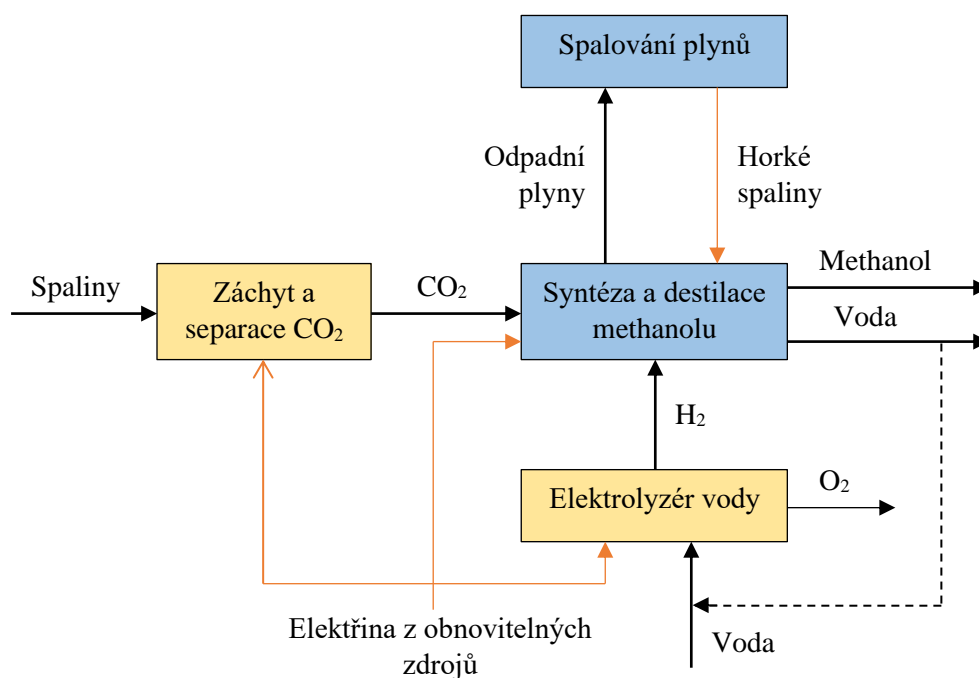 Spalování plynů
Odpadní
plyny
Horké
spaliny
Spaliny
Záchyt a
separace CO₂
CO₂
Syntéza a destilace
methanolu
Methanol
Voda
H₂
Elektrolyzér vody
O₂
Elektřina z obnovitelných
zdrojů
Voda